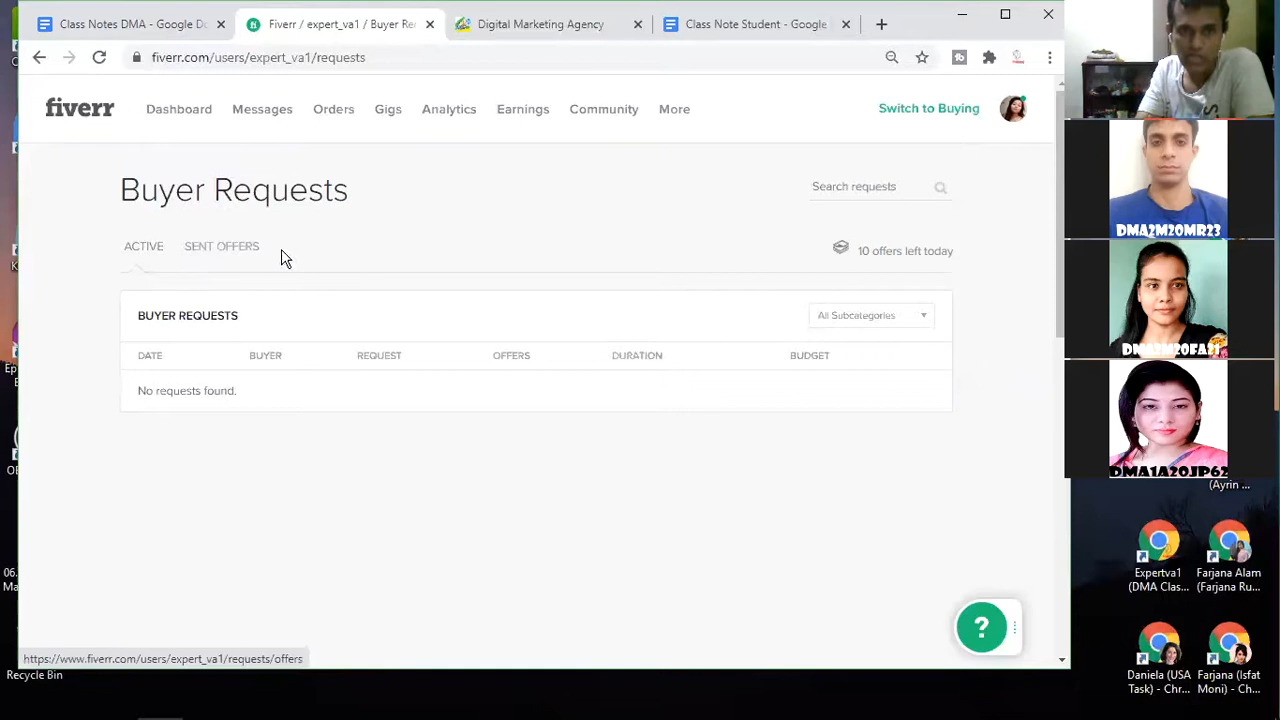 Class Notes DMA - Google Do
Fiverr / expert_va1 / Buyer Req
Digital Marketing Agency
Class Note Student - Google
fiverr.com/users/expert_va1/requests
fiverr
Dashboard
Messages
Orders
Gigs
Analytics
Earnings
Community
More
Switch to Buying
Buyer Requests
Search requests
ACTIVE
SENT OFFERS
10 offers left today
BUYER REQUESTS
All Subcategories
DATE
BUYER
REQUEST
OFFERS
DURATION
BUDGET
No requests found.
?
https://www.fiverr.com/users/expert_va1/requests/offers
Recycle Bin
DMA2M20MR23
DMA2M20FA21
DMA1A20JP62
(Ayrin ...
Expertva1
(DMA Clas...
Farjana Alam
(Farjana Ru...
Daniela (USA
Task) - Chr...
Farjana (Isfat
Moni) - Ch...